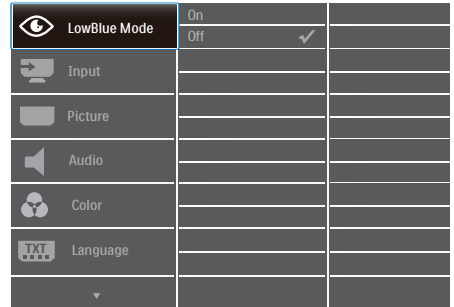 LowBlue Mode
On
Off
Input
Picture
Audio
Color
TXT
Language